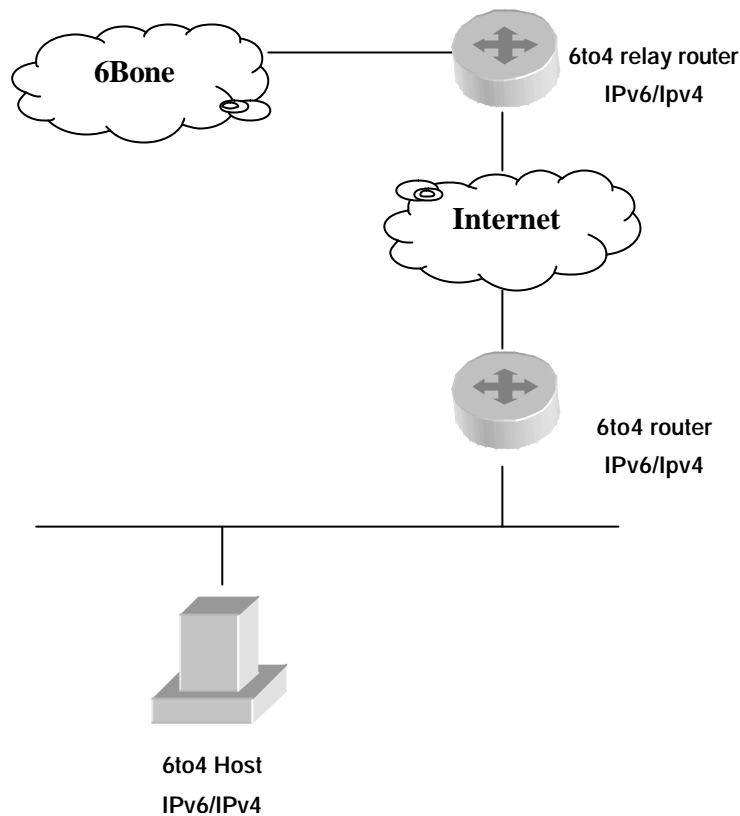 6Bone
6to4 relay router
IPv6/Ipv4
Internet
6to4 router
IPv6/Ipv4
6to4 Host
IPv6/IPv4